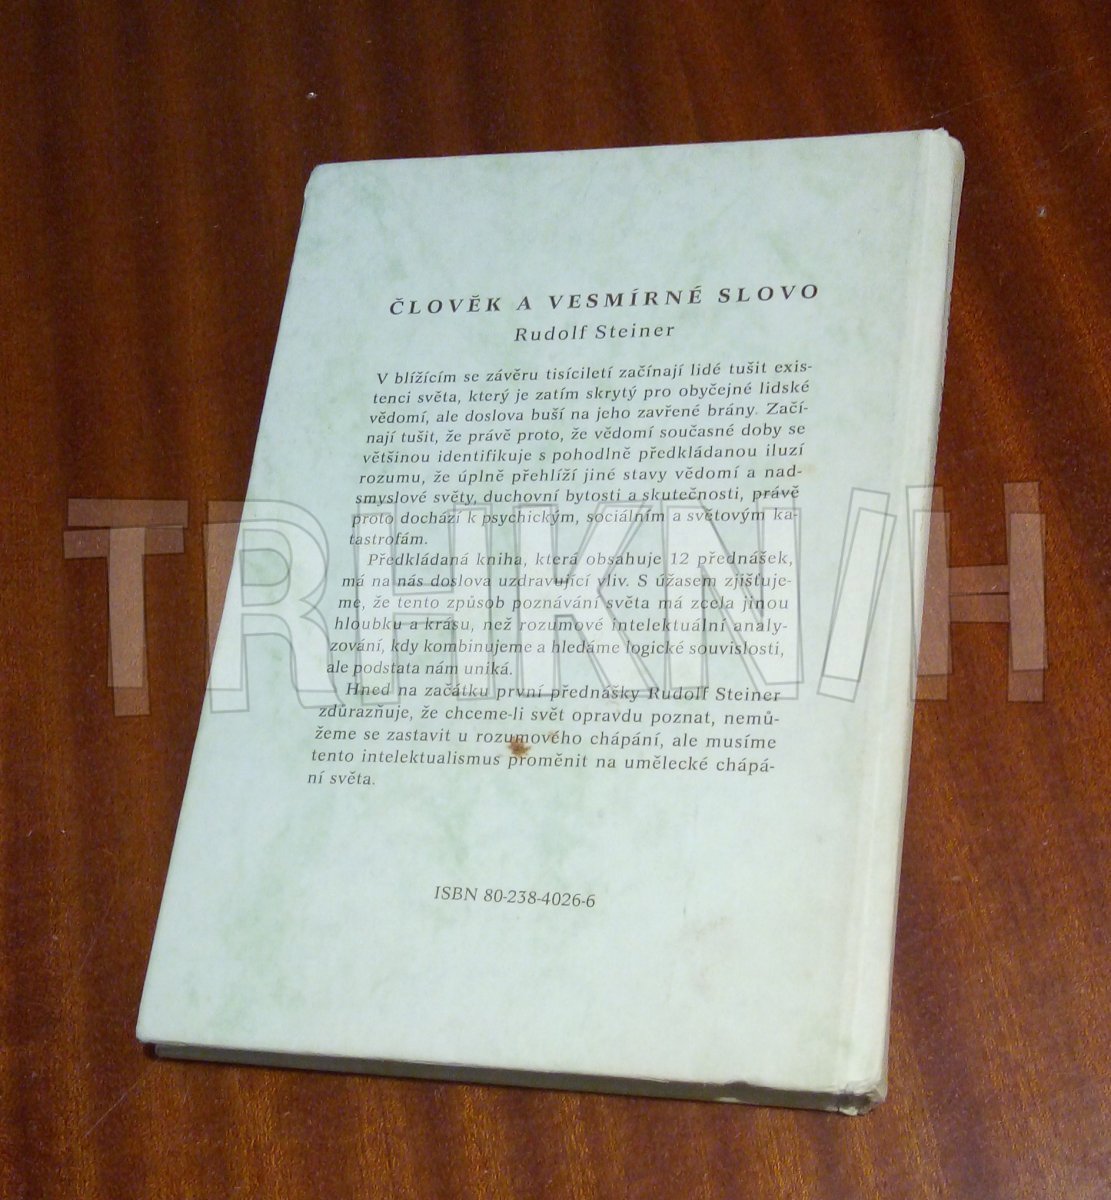 ČLOVĚK A VESMÍRNÉ SLOVO
Rudolf Steiner
V blížícím se závěru tisíciletí začínají lidé tušit exis-
tenci světa, který je zatím skrytý pro obyčejné lidské
vědomí, ale doslova buší na jeho zavřené brány. Začí-
nají tušit, že právě proto, že vědomí současné doby se
většinou identifikuje s pohodlně předkládanou iluzí
rozumu, že úplně přehlíží jiné stavy vědomí a nad-
smyslové světy, duchovní bytosti a skutečnosti, právě
proto dochází k psychickým, sociálním a světovým ka-
tastrofám.
Předkládaná kniha, která obsahuje 12 přednášek,
má na nás doslova uzdravující vliv. S úžasem zjišťuje-
me, že tento způsob poznávání světa má zcela jinou
hloubku a krásu, než rozumové intelektuální analy-
zování, kdy kombinujeme a hledáme logické souvislosti,
ale podstata nám uniká.
Hned na začátku první přednášky Rudolf Steiner
zdůrazňuje, že chceme-li svět opravdu poznat, nemů-
žeme se zastavit u rozumového chápání, ale musíme
tento intelektualismus proměnit na umělecké chápá-
ní světa.
ISBN 80-238-4026-6
TRHKNIH